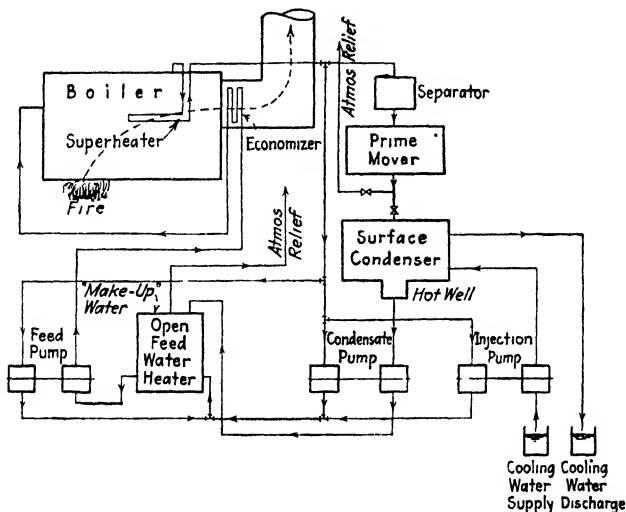 Boiler
Superheater
Fire
Economizer
Atmos Relief
Separator
Prime
Mover
Atmos
Relief
Surface
Condenser
Hot Well
"Make-Up"
Water
Feed
Pump
Open
Feed
Water
Heater
Condensate
Pump
Injection
Pump
Cooling
Water
Supply
Cooling
Water
Discharge